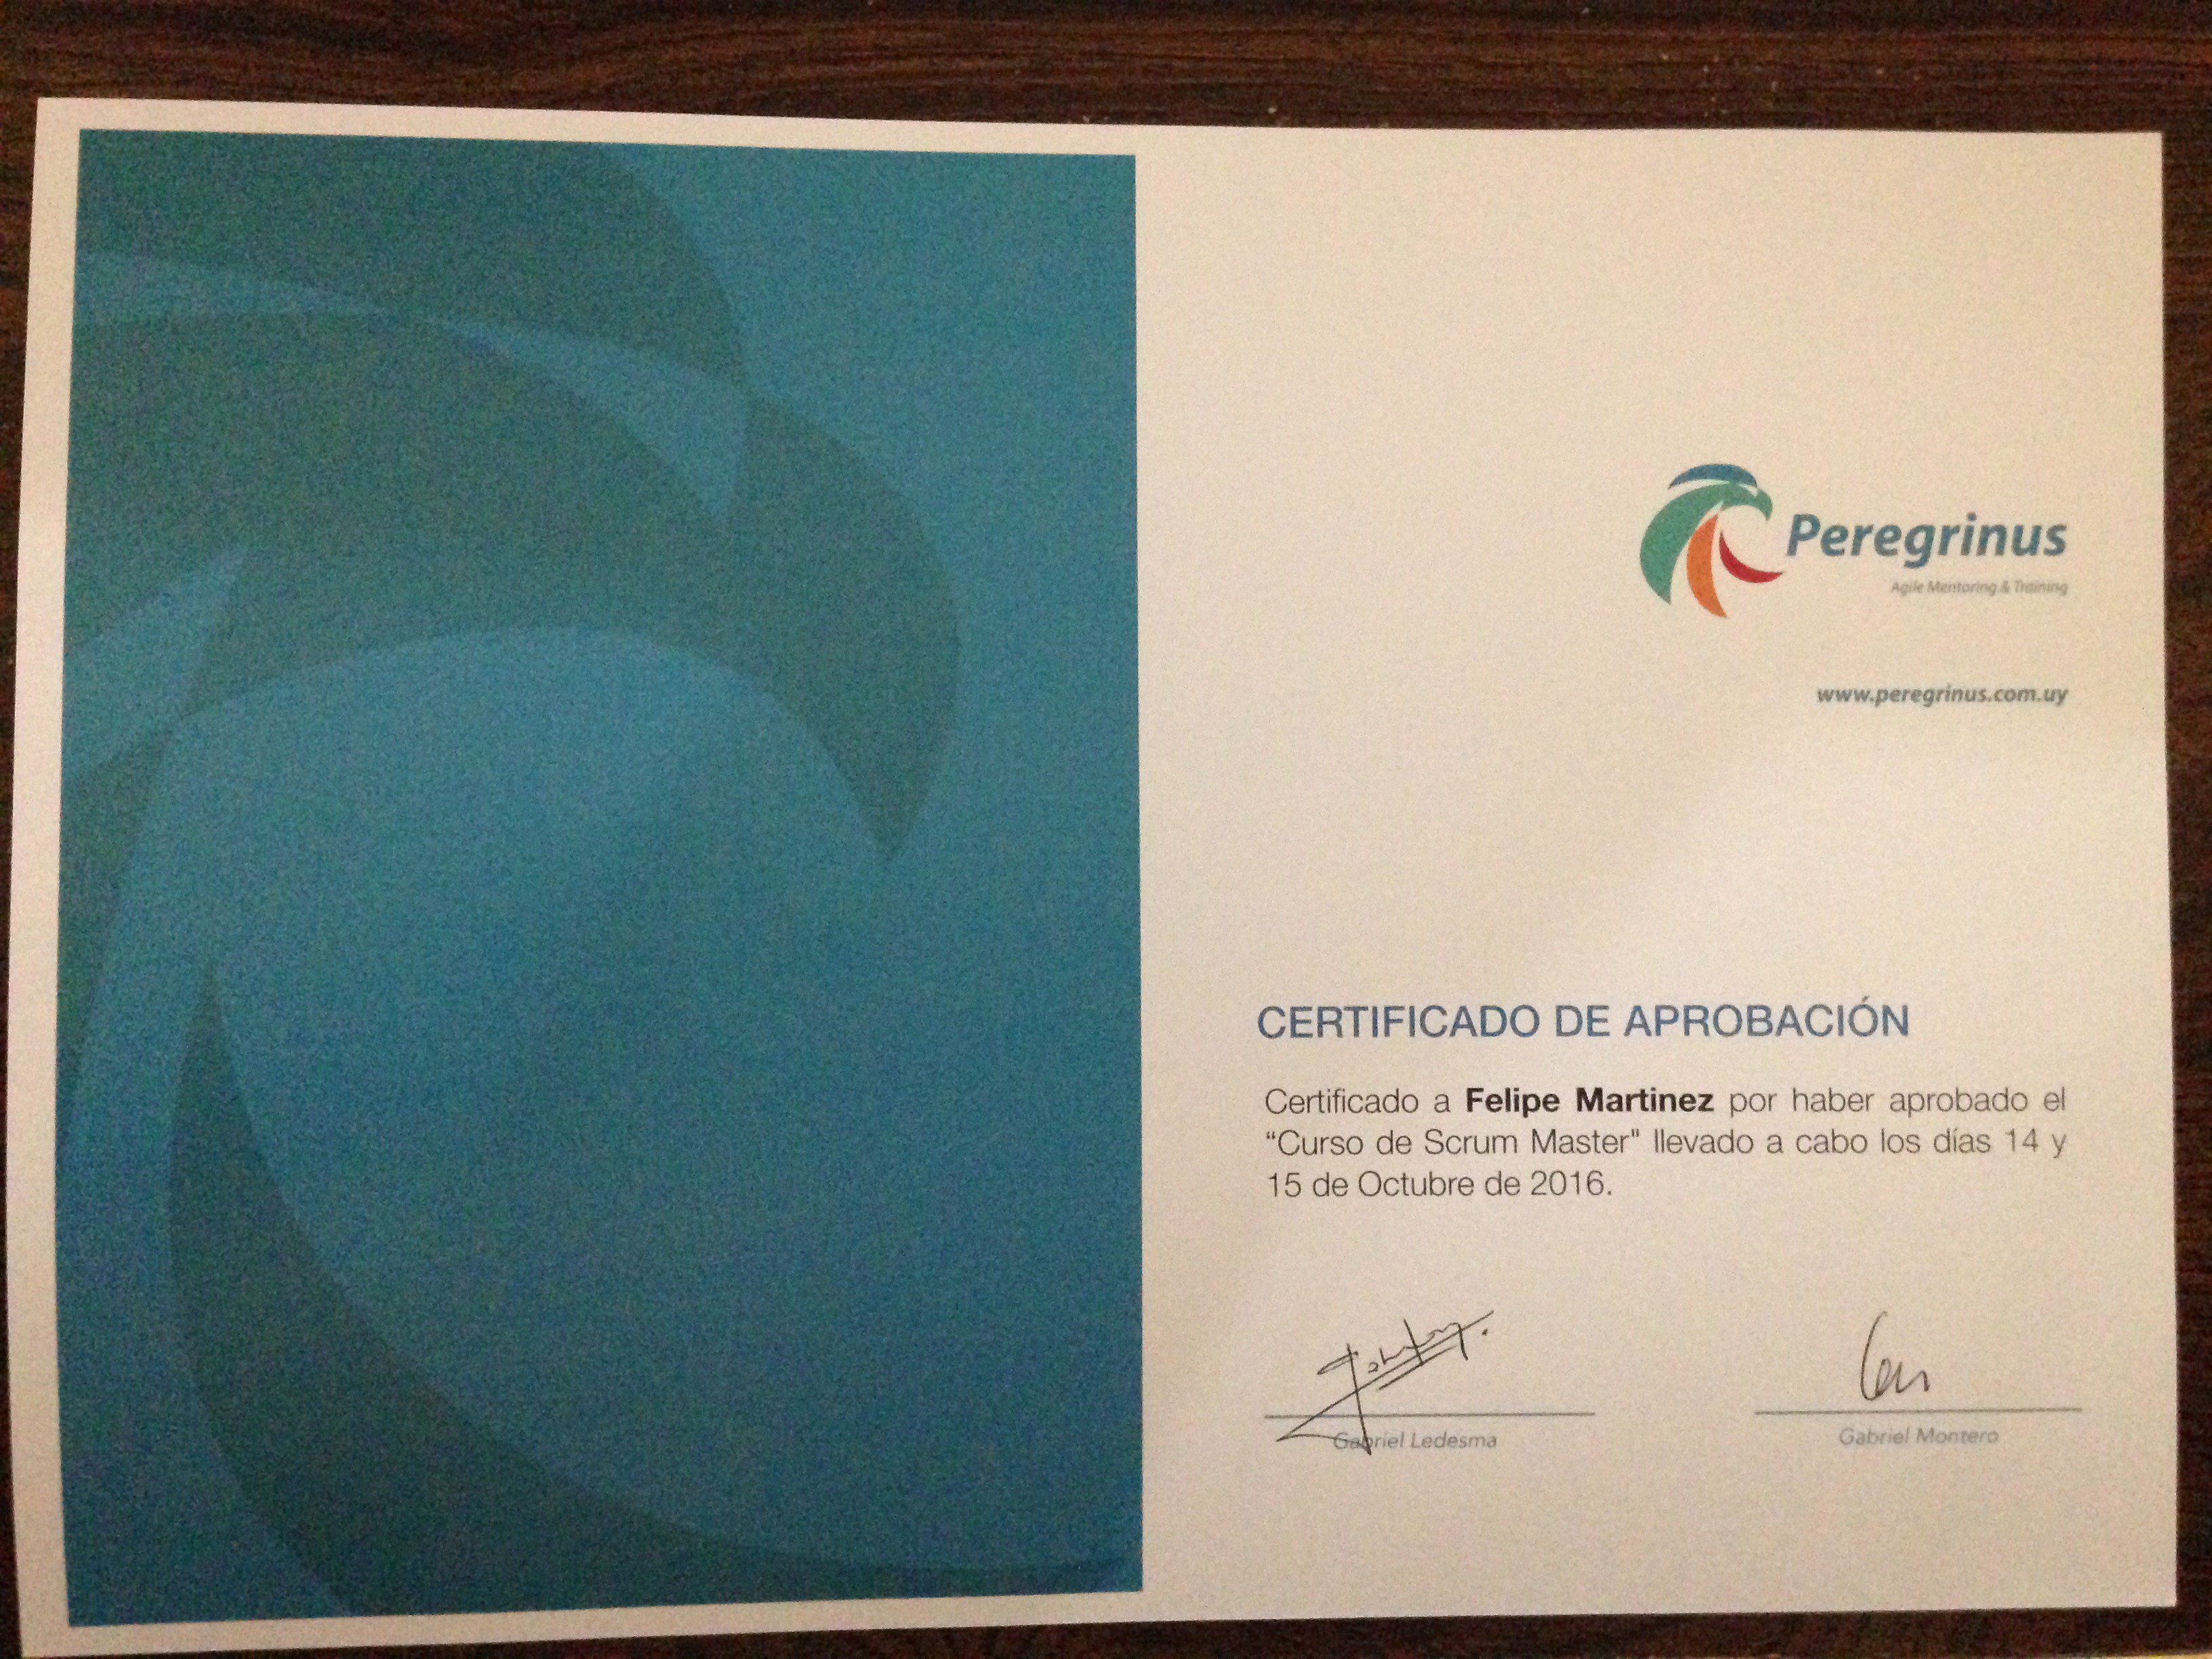 Peregrinus
Agile Mentoring & Training
www.peregrinus.com.uy
CERTIFICADO DE APROBACIÓN
Certificado a Felipe Martinez por haber aprobado el
“Curso de Scrum Master" llevado a cabo los días 14 y
15 de Octubre de 2016.
Gabriel Ledesma
Gabriel Montero